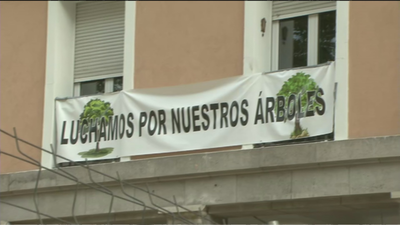 LUCHAMOS POR NUESTROS ÁRBOLES